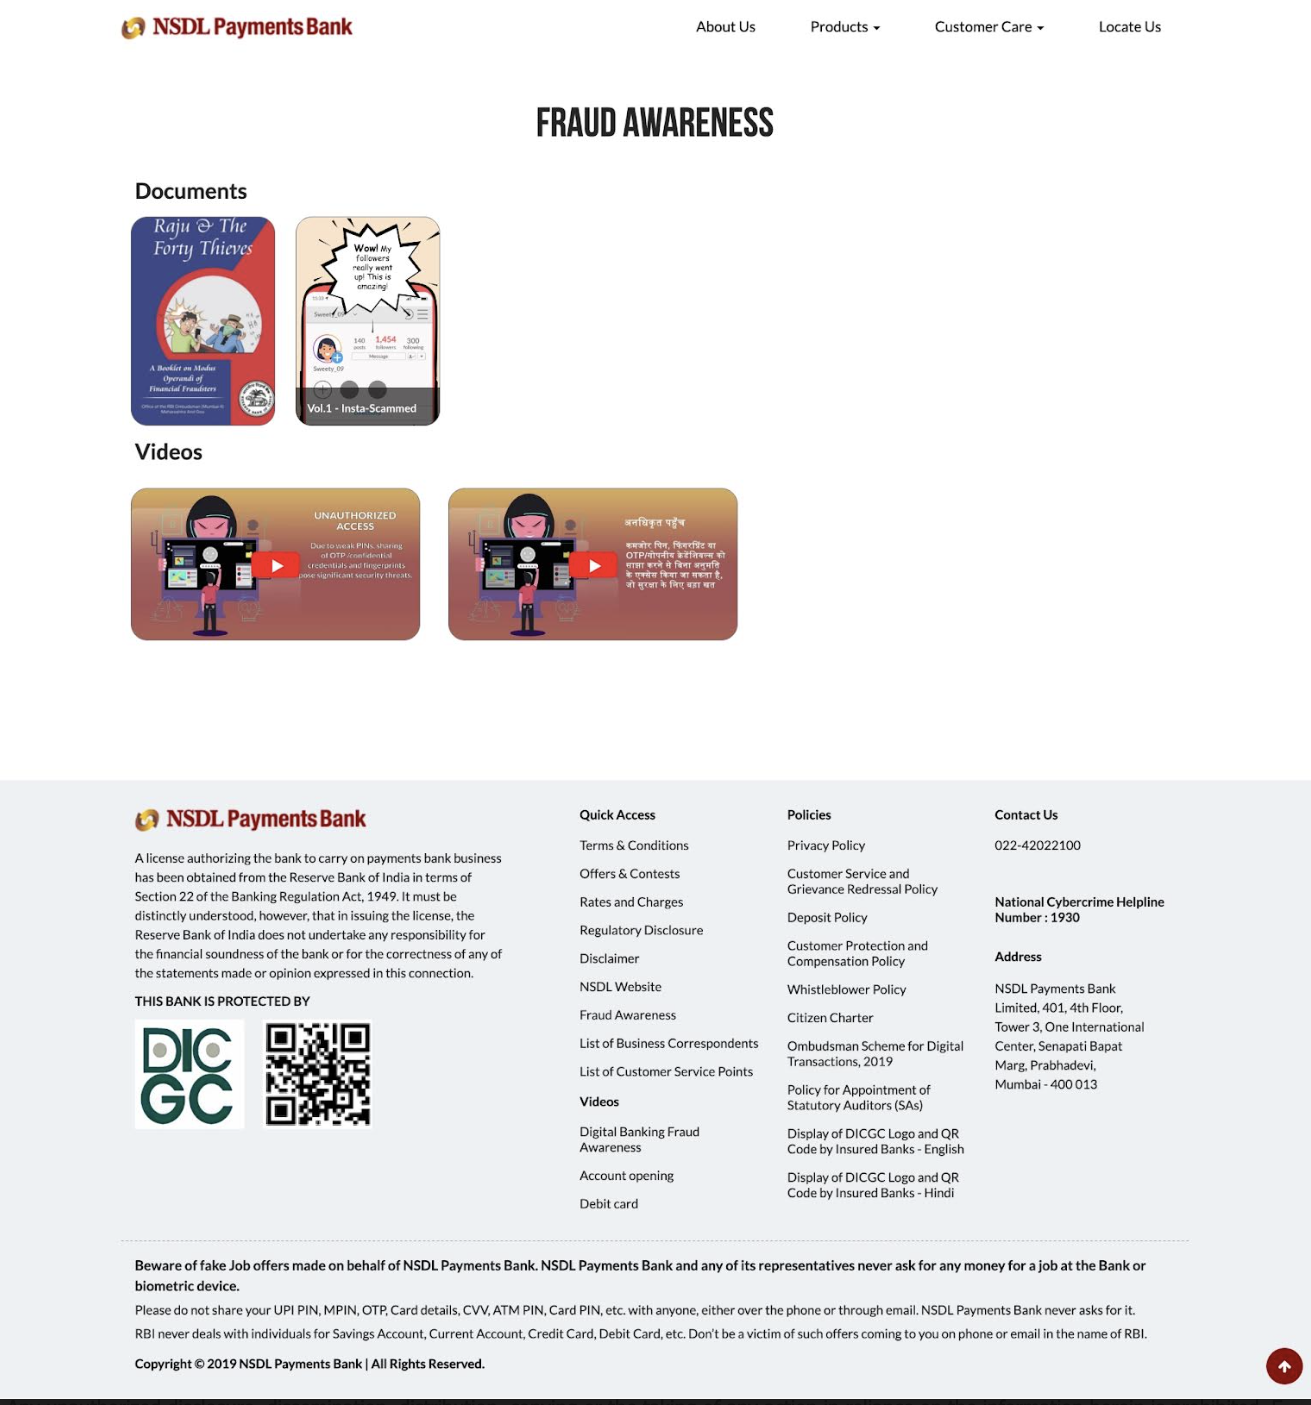 NSDL Payments Bank
About Us
Products
Customer Care
Locate Us
FRAUD AWARENESS
Documents
Raju & The
Forty Thieves
A Booklet on Modus
Operandi of
Financial Fraudsters
Office of the RBI Ombudsman (Mumbai-II)
Maharashtra and Goa
Wow! My
followers
really went
up! This is
amazing!
Sweety_09
140
1,454
300
posts
followers
following
Message
Sweety_09
Vol.1 - Insta-Scammed
Videos
UNAUTHORIZED
ACCESS
Due to weak PINs, sharing
of OTP/confidential
credentials and fingerprints
pose significant security threats.
अनधिकृत पहुँच
कमजोर पिन, फिंगरप्रिंट या
OTP/गोपनीय क्रेडेंशियल्स को
साझा करने से बिना अनुमति
के एक्सेस किया जा सकता है,
जो सुरक्षा के लिए बड़ा खत
NSDL Payments Bank
A license authorizing the bank to carry on payments bank business
has been obtained from the Reserve Bank of India in terms of
Section 22 of the Banking Regulation Act, 1949. It must be
distinctly understood, however, that in issuing the license, the
Reserve Bank of India does not undertake any responsibility for
the financial soundness of the bank or for the correctness of any of
the statements made or opinion expressed in this connection.
THIS BANK IS PROTECTED BY
DIC
GC
Quick Access
Terms & Conditions
Offers & Contests
Rates and Charges
Regulatory Disclosure
Disclaimer
NSDL Website
Fraud Awareness
List of Business Correspondents
List of Customer Service Points
Videos
Digital Banking Fraud
Awareness
Account opening
Debit card
Policies
Privacy Policy
Customer Service and
Grievance Redressal Policy
Deposit Policy
Customer Protection and
Compensation Policy
Whistleblower Policy
Citizen Charter
Ombudsman Scheme for Digital
Transactions, 2019
Policy for Appointment of
Statutory Auditors (SAs)
Display of DICGC Logo and QR
Code by Insured Banks - English
Display of DICGC Logo and QR
Code by Insured Banks - Hindi
Contact Us
022-42022100
National Cybercrime Helpline
Number : 1930
Address
NSDL Payments Bank
Limited, 401, 4th Floor,
Tower 3, One International
Center, Senapati Bapat
Marg, Prabhadevi,
Mumbai - 400 013
Beware of fake Job offers made on behalf of NSDL Payments Bank. NSDL Payments Bank and any of its representatives never ask for any money for a job at the Bank or
biometric device.
Please do not share your UPI PIN, MPIN, OTP, Card details, CVV, ATM PIN, Card PIN, etc. with anyone, either over the phone or through email. NSDL Payments Bank never asks for it.
RBI never deals with individuals for Savings Account, Current Account, Credit Card, Debit Card, etc. Don't be a victim of such offers coming to you on phone or email in the name of RBI.
Copyright © 2019 NSDL Payments Bank | All Rights Reserved.